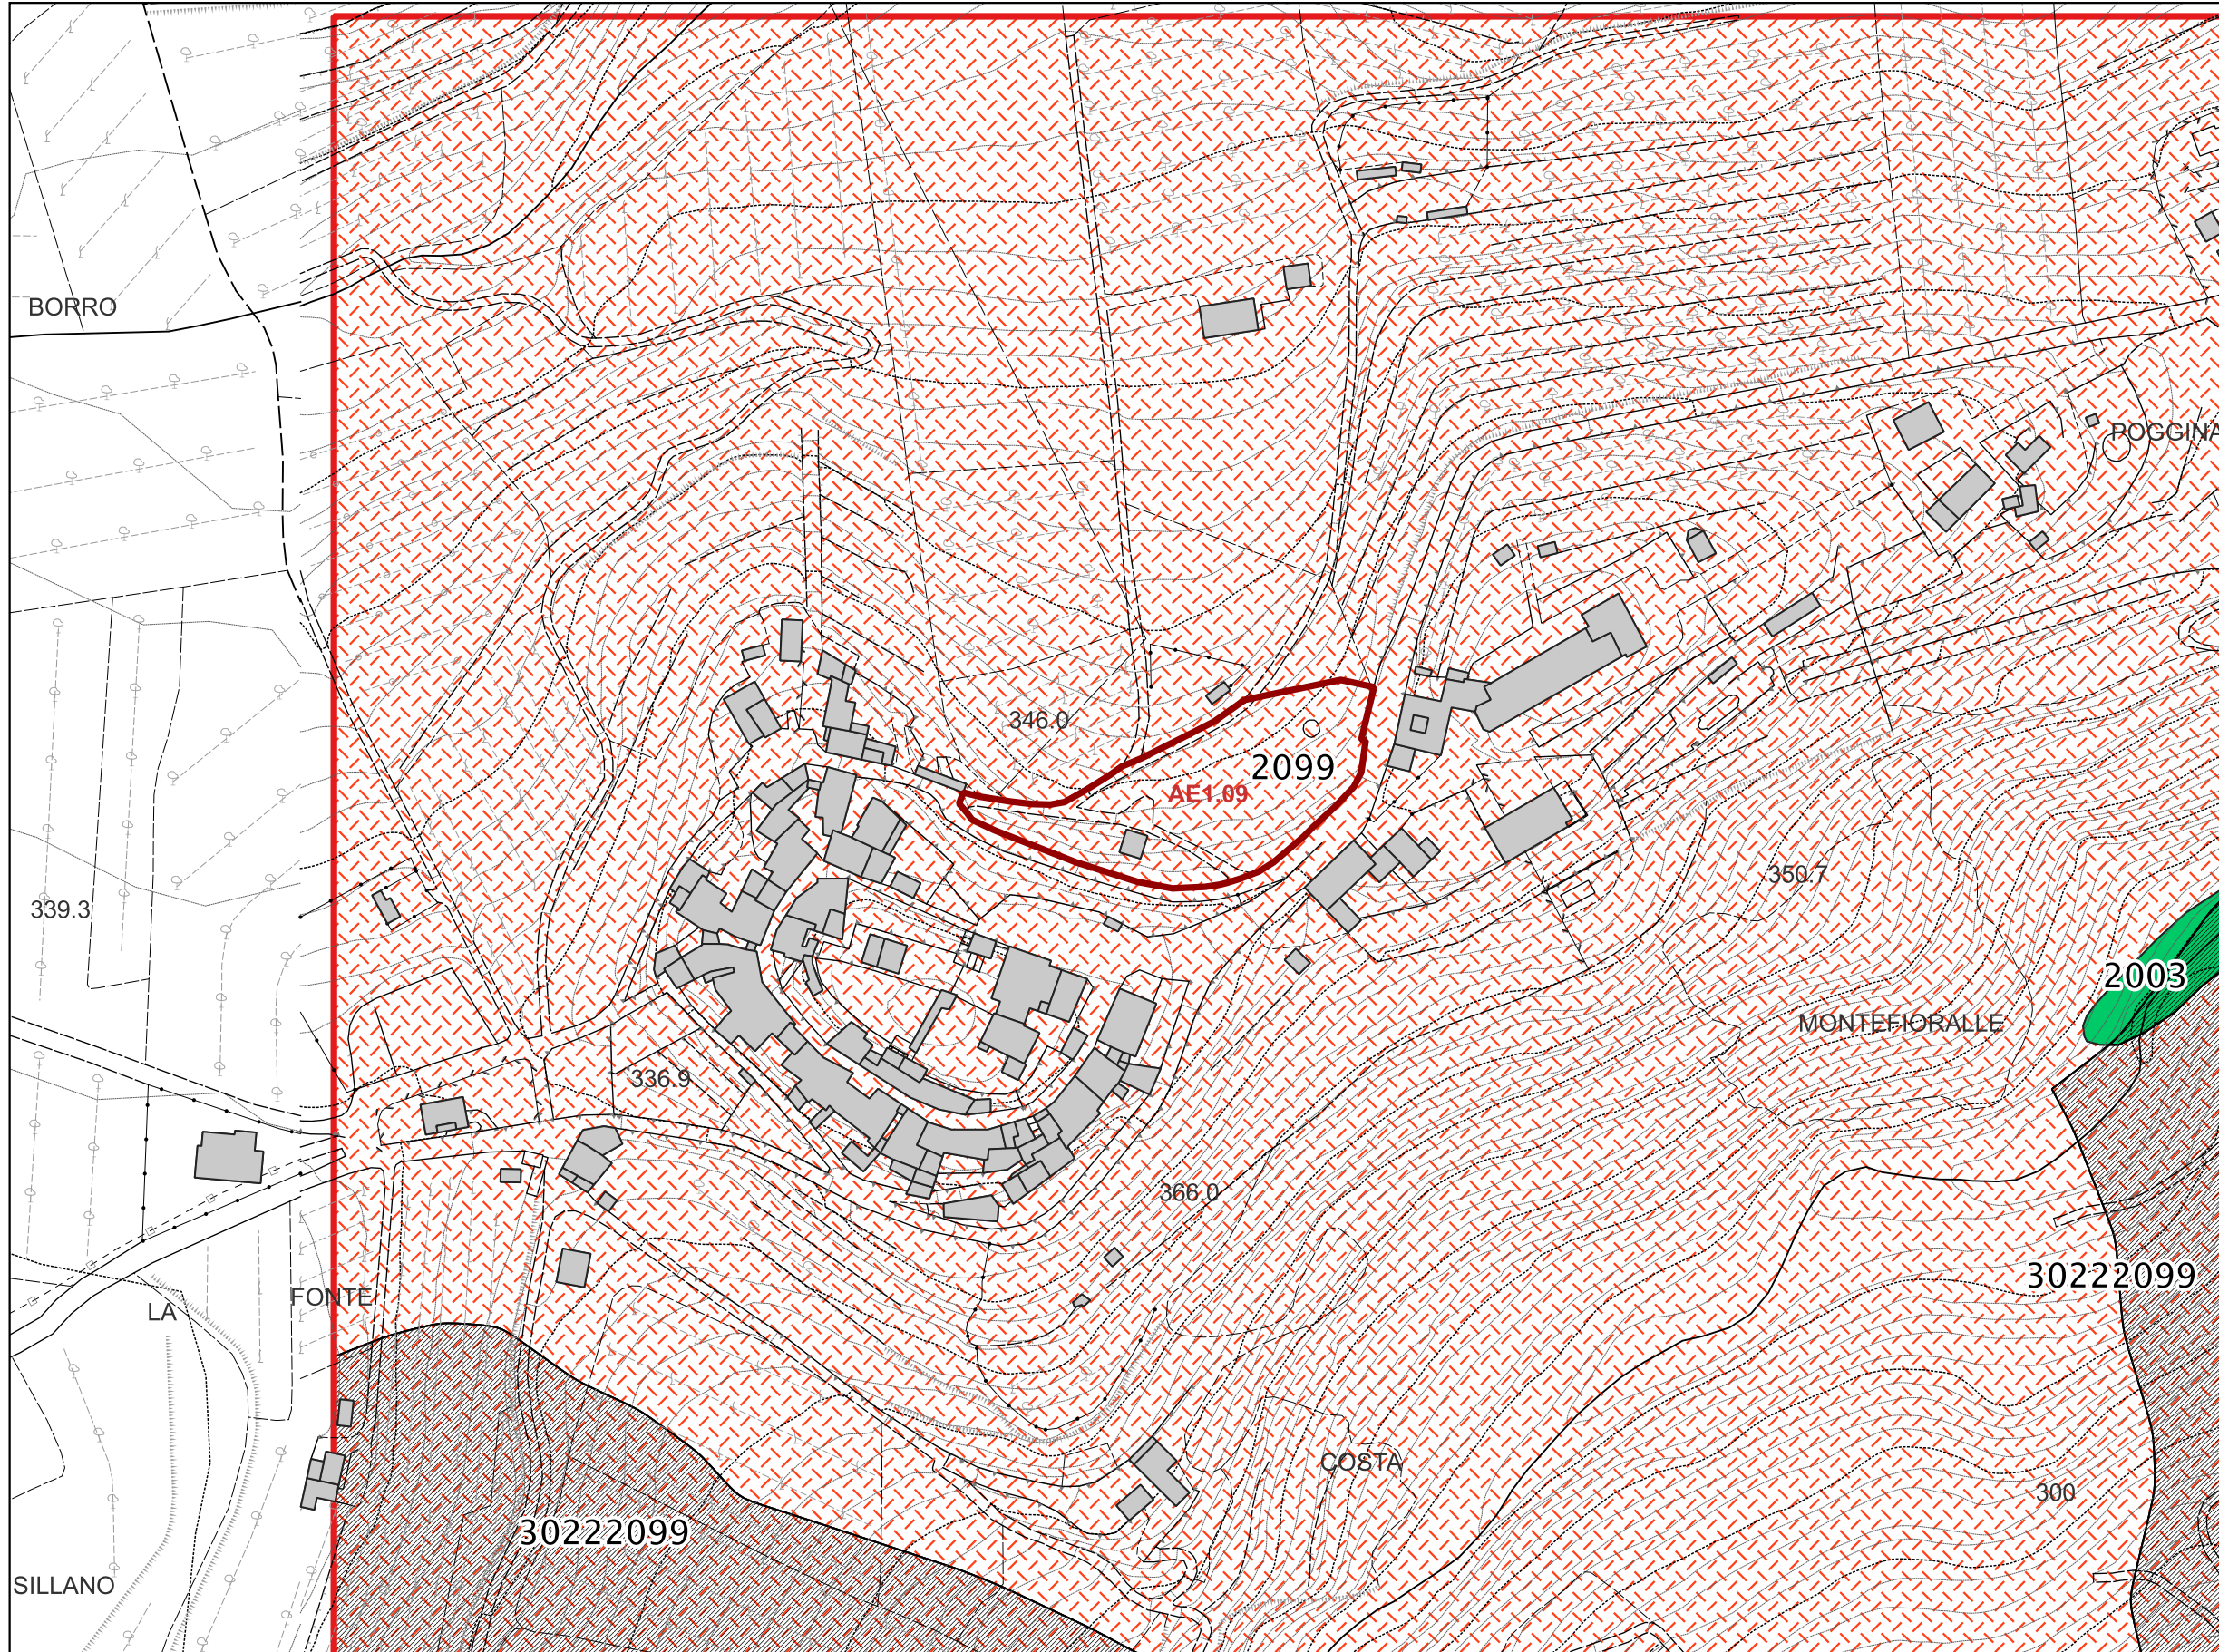 BORRO
POGGINA
346.0
2099
AE1.09
350.7
339.3
2003
MONTEFIORALLE
336.9
366.0
30222099
FONTE
LA
COSTA
300
30222099
SILLANO